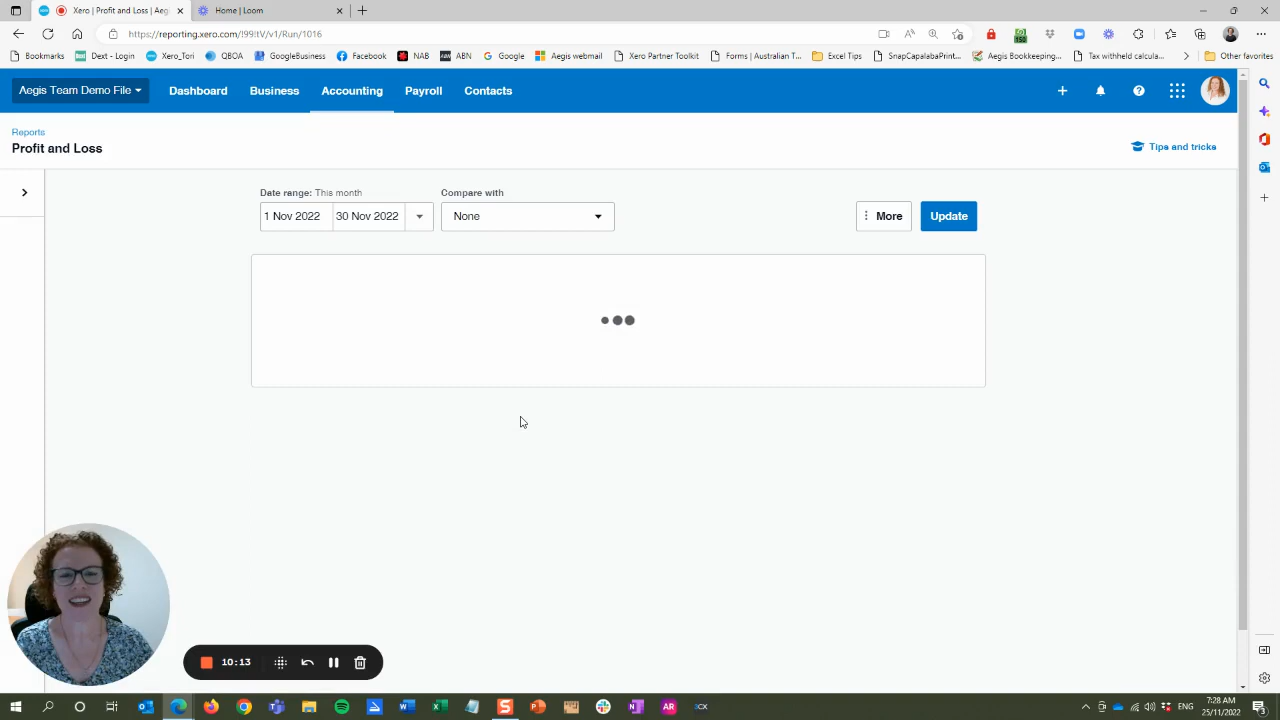 Xero | Profit and Loss | Aeg
Home | Loom
https://reporting.xero.com/!99!tV/v1/Run/1016
Bookmarks Dext - Login Xero_Tori QBOA GoogleBusiness Facebook NAB ABN Google Aegis webmail Xero Partner Toolkit Forms | Australian T... Excel Tips SnapCapalabaPrint... Aegis Bookkeeping... Tax withheld calcula... Other favorites
Aegis Team Demo File Dashboard Business Accounting Payroll Contacts
Reports
Profit and Loss
Tips and tricks
Date range: This month Compare with
1 Nov 2022 30 Nov 2022 None More Update
10:13
7:28 AM
25/11/2022